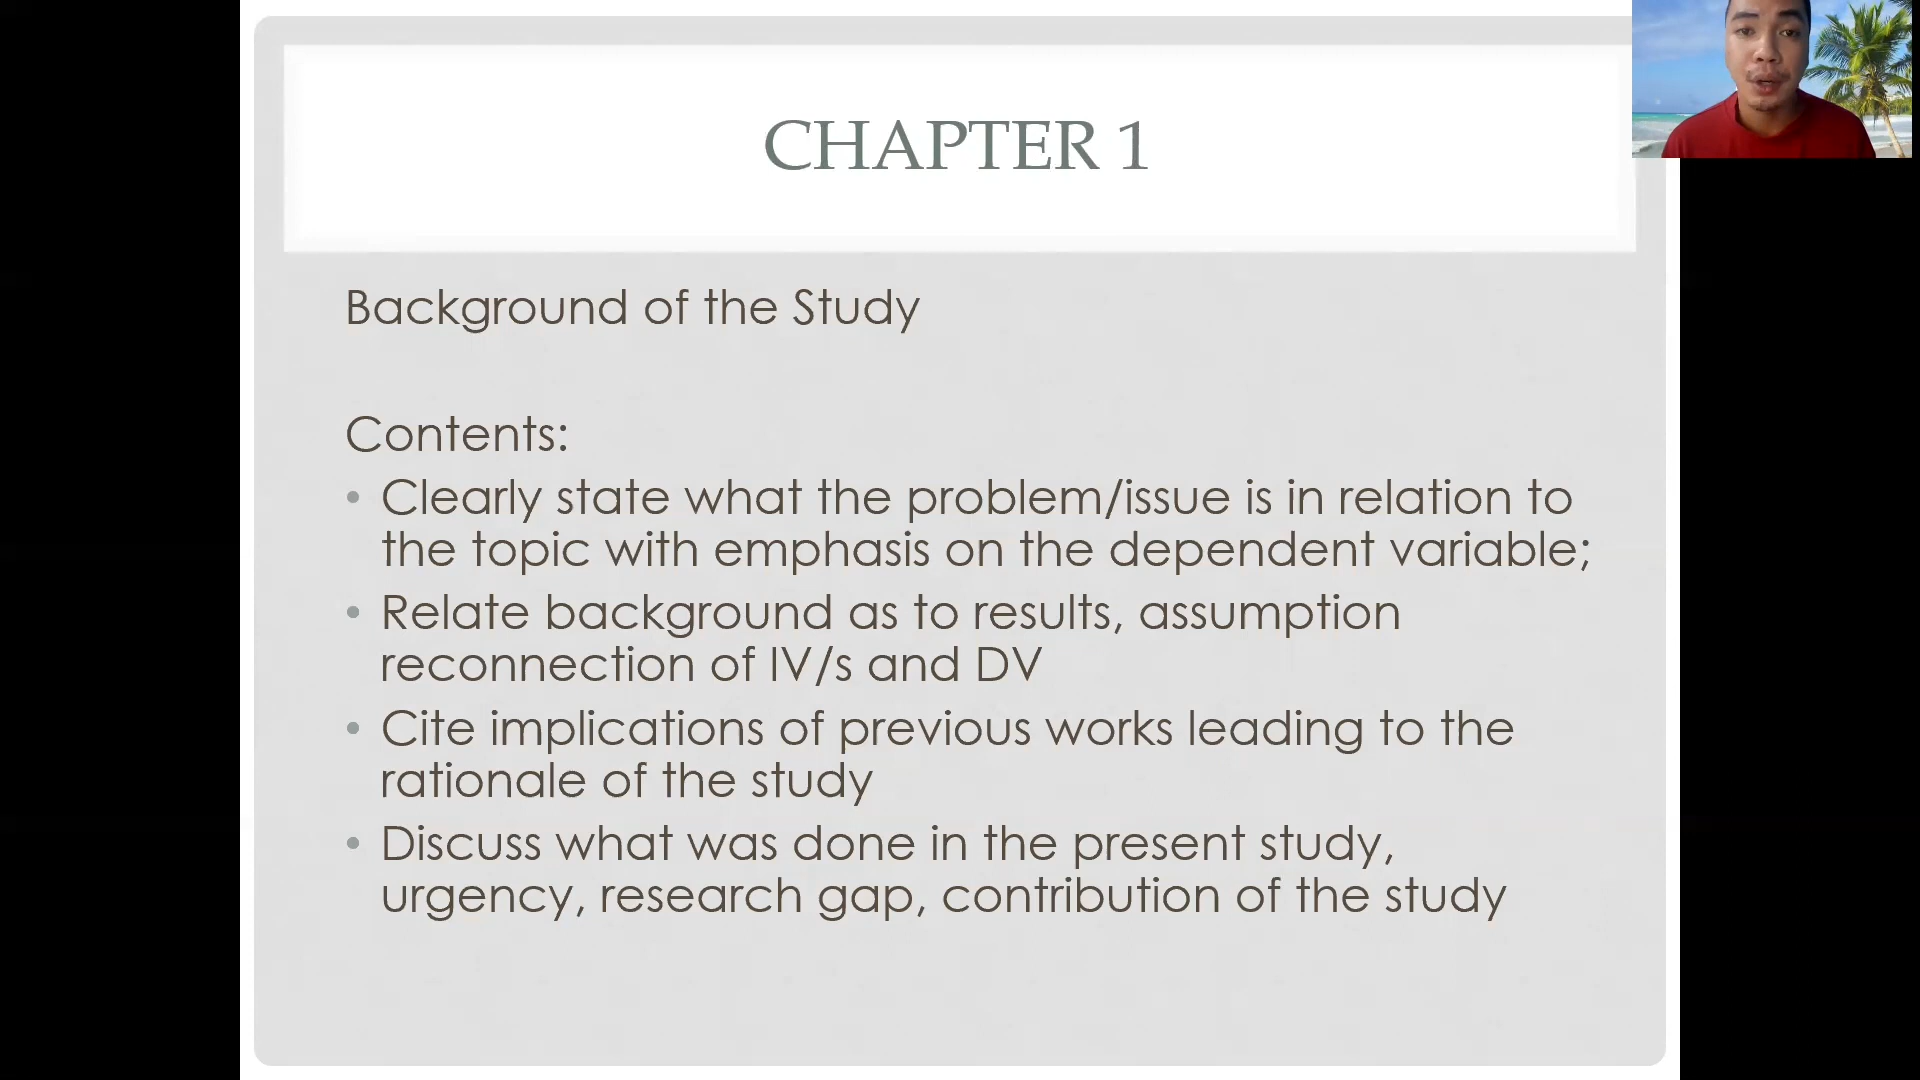 CHAPTER 1
Background of the Study
Contents:
• Clearly state what the problem/issue is in relation to
the topic with emphasis on the dependent variable;
• Relate background as to results, assumption
reconnection of IV/s and DV
• Cite implications of previous works leading to the
rationale of the study
• Discuss what was done in the present study,
urgency, research gap, contribution of the study